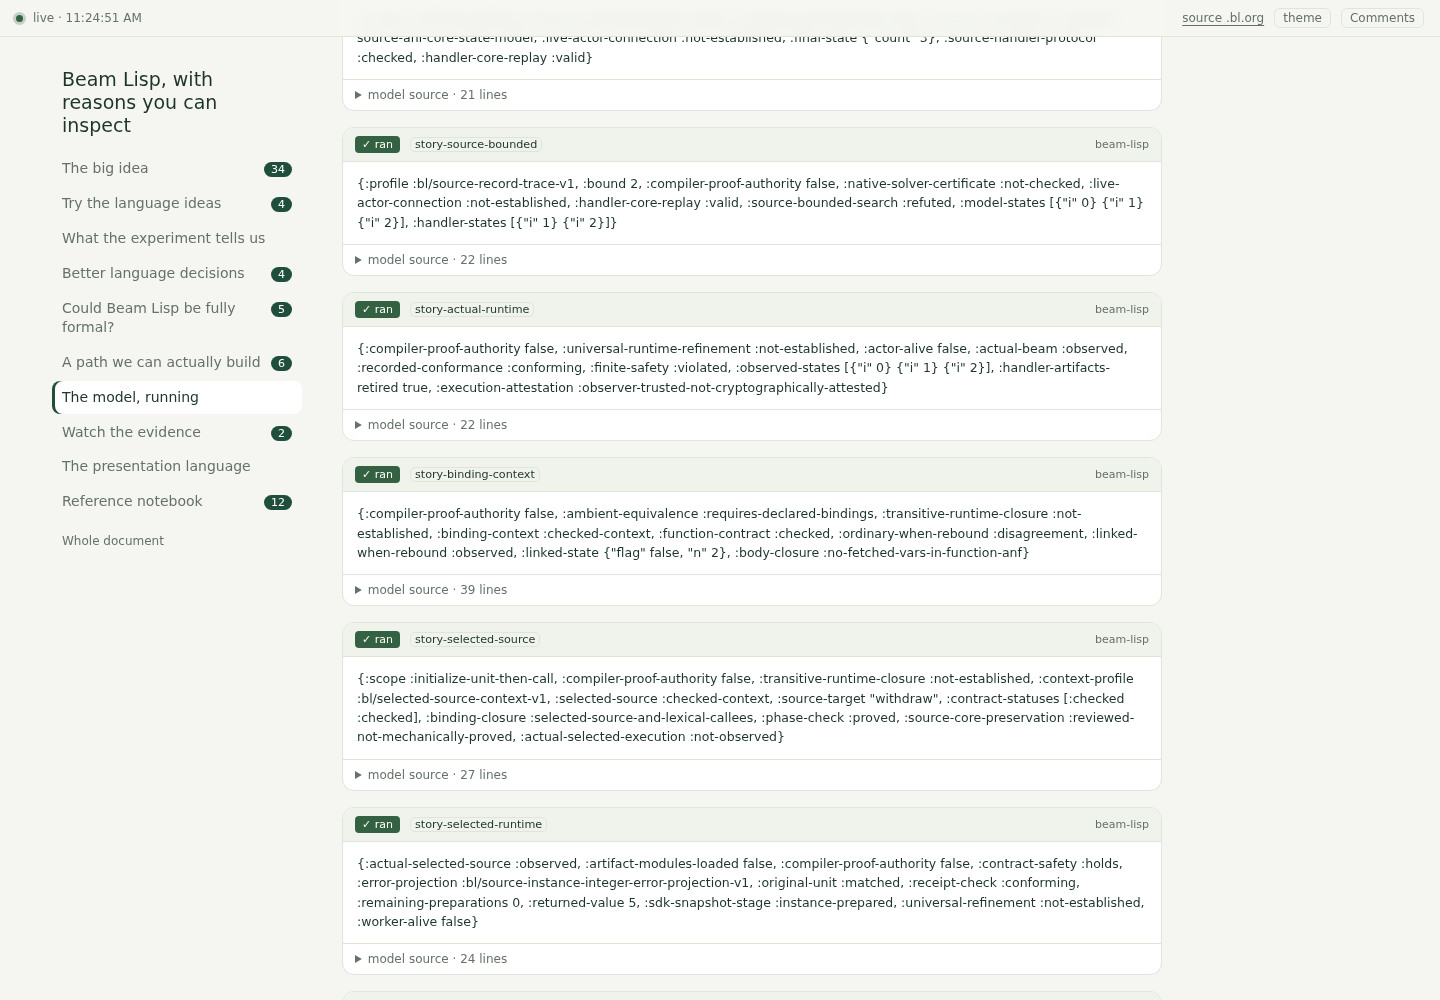 live · 11:24:51 AM
source .bl.org
theme
Comments
Beam Lisp, with
reasons you can
inspect
The big idea 34
Try the language ideas 4
What the experiment tells us
Better language decisions 4
Could Beam Lisp be fully 5
formal?
A path we can actually build 6
The model, running
Watch the evidence 2
The presentation language
Reference notebook 12
Whole document
source-anf-core-state-model, :live-actor-connection :not-established, :final-state {"count" 3}, :source-handler-protocol
:checked, :handler-core-replay :valid}
▶ model source · 21 lines
✓ ran story-source-bounded beam-lisp
{:profile :bl/source-record-trace-v1, :bound 2, :compiler-proof-authority false, :native-solver-certificate :not-checked, :live-
actor-connection :not-established, :handler-core-replay :valid, :source-bounded-search :refuted, :model-states [{"i" 0} {"i" 1}
{"i" 2}], :handler-states [{"i" 1} {"i" 2}]}
▶ model source · 22 lines
✓ ran story-actual-runtime beam-lisp
{:compiler-proof-authority false, :universal-runtime-refinement :not-established, :actor-alive false, :actual-beam :observed,
:recorded-conformance :conforming, :finite-safety :violated, :observed-states [{"i" 0} {"i" 1} {"i" 2}], :handler-artifacts-
retired true, :execution-attestation :observer-trusted-not-cryptographically-attested}
▶ model source · 22 lines
✓ ran story-binding-context beam-lisp
{:compiler-proof-authority false, :ambient-equivalence :requires-declared-bindings, :transitive-runtime-closure :not-
established, :binding-context :checked-context, :function-contract :checked, :ordinary-when-rebound :disagreement, :linked-
when-rebound :observed, :linked-state {"flag" false, "n" 2}, :body-closure :no-fetched-vars-in-function-anf}
▶ model source · 39 lines
✓ ran story-selected-source beam-lisp
{:scope :initialize-unit-then-call, :compiler-proof-authority false, :transitive-runtime-closure :not-established, :context-profile
:bl/selected-source-context-v1, :selected-source :checked-context, :source-target "withdraw", :contract-statuses [:checked
:checked], :binding-closure :selected-source-and-lexical-callees, :phase-check :proved, :source-core-preservation :reviewed-
not-mechanically-proved, :actual-selected-execution :not-observed}
▶ model source · 27 lines
✓ ran story-selected-runtime beam-lisp
{:actual-selected-source :observed, :artifact-modules-loaded false, :compiler-proof-authority false, :contract-safety :holds,
:error-projection :bl/source-instance-integer-error-projection-v1, :original-unit :matched, :receipt-check :conforming,
:remaining-preparations 0, :returned-value 5, :sdk-snapshot-stage :instance-prepared, :universal-refinement :not-established,
:worker-alive false}
▶ model source · 24 lines